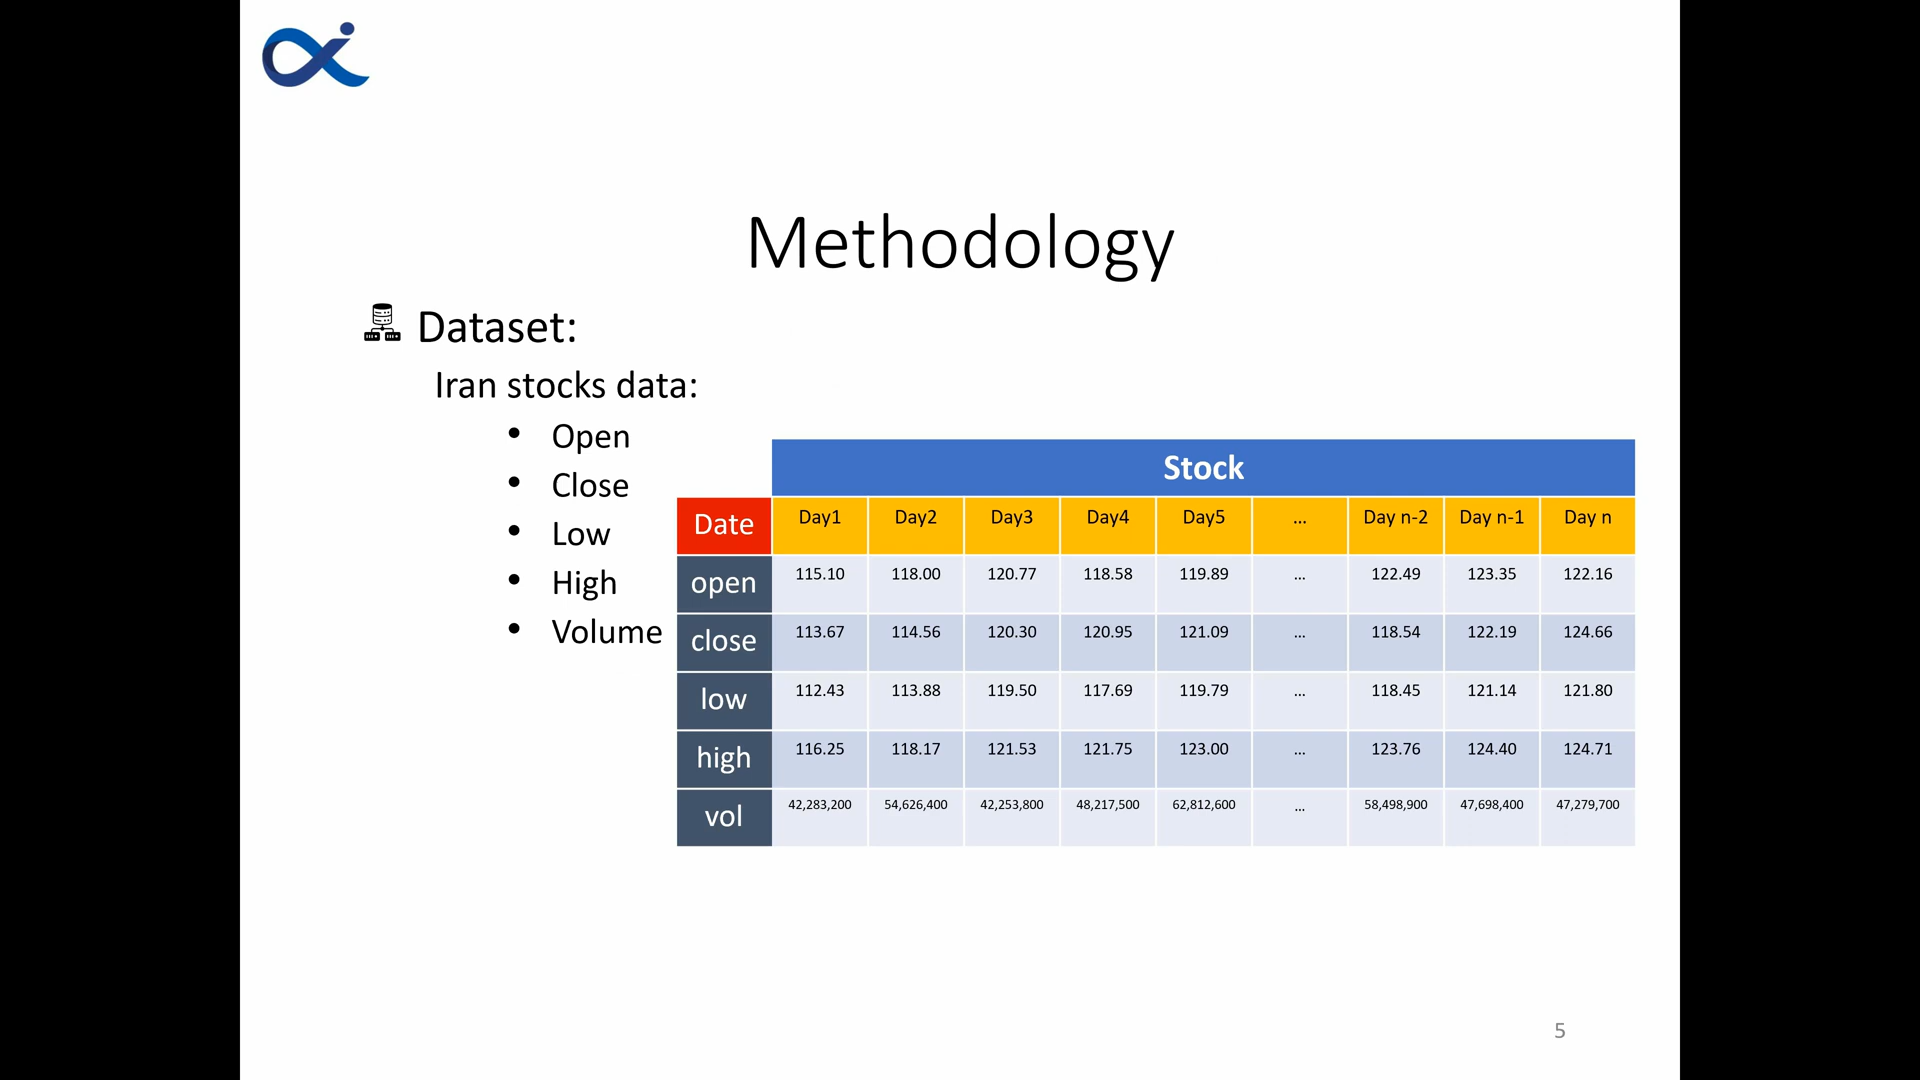 Methodology
Dataset:
Iran stocks data:
• Open
• Close
• Low
• High
• Volume
Stock
Date Day1 Day2 Day3 Day4 Day5 ... Day n-2 Day n-1 Day n
open 115.10 118.00 120.77 118.58 119.89 ... 122.49 123.35 122.16
close 113.67 114.56 120.30 120.95 121.09 ... 118.54 122.19 124.66
low 112.43 113.88 119.50 117.69 119.79 ... 118.45 121.14 121.80
high 116.25 118.17 121.53 121.75 123.00 ... 123.76 124.40 124.71
vol 42,283,200 54,626,400 42,253,800 48,217,500 62,812,600 ... 58,498,900 47,698,400 47,279,700
5